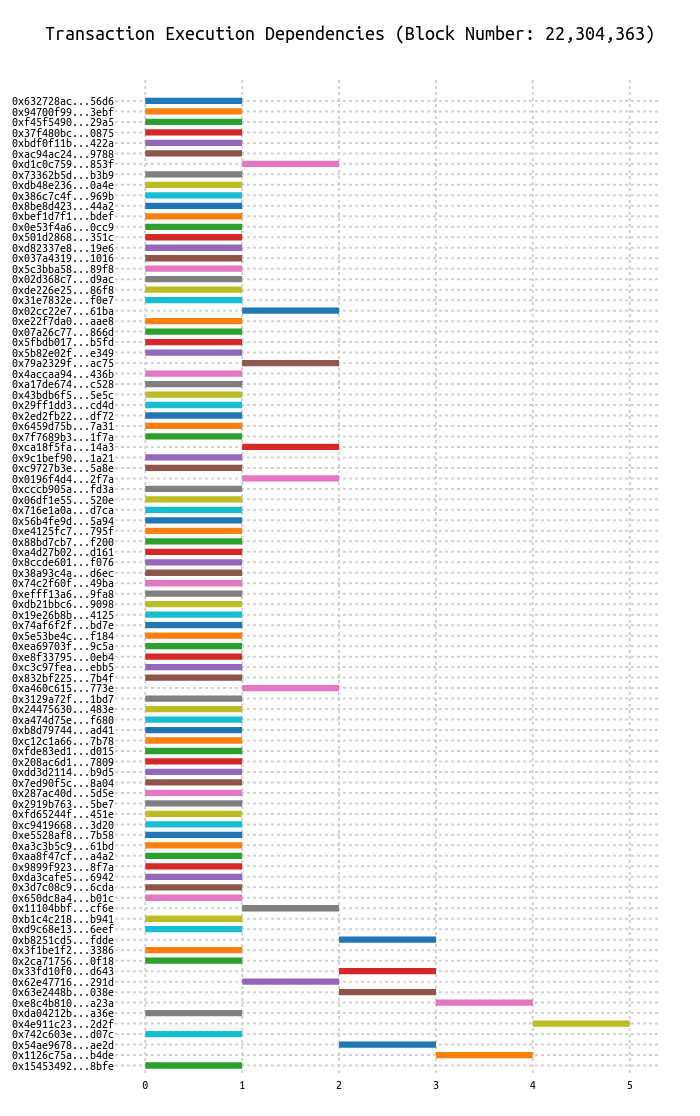 Transaction Execution Dependencies (Block Number: 22,304,363)
0x632728ac...56d6
0x94700f99...3ebf
0xf45f5490...29a5
0x37f480bc...0875
0xbdf0f11b...422a
0xac94ac24...9788
0xd1c0c759...853f
0x73362b5d...b3b9
0xdb48e236...0a4e
0x386c7c4f...969b
0x8be8d423...44a2
0xbef1d7f1...bdef
0x0e53f4a6...0cc9
0x501d2868...351c
0xd82337e8...19e6
0x037a4319...1016
0x5c3bba58...89f8
0x02d368c7...d9ac
0xde226e25...86f8
0x31e7832e...f0e7
0x02cc22e7...61ba
0xe22f7da0...aae8
0x07a26c77...866d
0x5fbdb017...b5fd
0x5b82e02f...e349
0x79a2329f...ac75
0x4accaa94...436b
0xa17de674...c528
0x43bdb6f5...5e5c
0x29ff1dd3...cd4d
0x2ed2fb22...df72
0x6459d75b...7a31
0x7f7689b3...1f7a
0xca18f5fa...14a3
0x9c1bef90...1a21
0xc9727b3e...5a8e
0x0196f4d4...2f7a
0xcccb905a...fd3a
0x06df1e55...520e
0x716e1a0a...d7ca
0x56b4fe9d...5a94
0xe4125fc7...795f
0x88bd7cb7...f200
0xa4d27b02...d161
0x8ccde601...f076
0x38a93c4a...d6ec
0x74c2f60f...49ba
0xefff13a6...9fa8
0xdb21bbc6...9098
0x19e26b8b...4125
0x74af6f2f...bd7e
0x5e53be4c...f184
0xea69703f...9c5a
0xe8f33795...0eb4
0xc3c97fea...ebb5
0x832bf225...7b4f
0xa460c615...773e
0x3129a72f...1bd7
0x24475630...483e
0xa474d75e...f680
0xb8d79744...ad41
0xc12c1a66...7b78
0xfde83ed1...d015
0x208ac6d1...7809
0xdd3d2114...b9d5
0x7ed90f5c...8a04
0x287ac40d...5d5e
0x2919b763...5be7
0xfd65244f...451e
0xc9419668...3d20
0xe5528af8...7b58
0xa3c3b5c9...61bd
0xaa8f47cf...a4a2
0x9899f923...8f7a
0xda3cafe5...6942
0x3d7c08c9...6cda
0x650dc8a4...b01c
0x11104bbf...cf6e
0xb1c4c218...b941
0xd9c68e13...6eef
0xb8251cd5...fdde
0x3f1be1f2...3386
0x2ca71756...0f18
0x33fd10f0...d643
0x62e47716...291d
0x63e2448b...038e
0xe8c4b810...a23a
0xda04212b...a36e
0x4e911c23...2d2f
0x742c603e...d07c
0x54ae9678...ae2d
0x1126c75a...b4de
0x15453492...8bfe
0 1 2 3 4 5